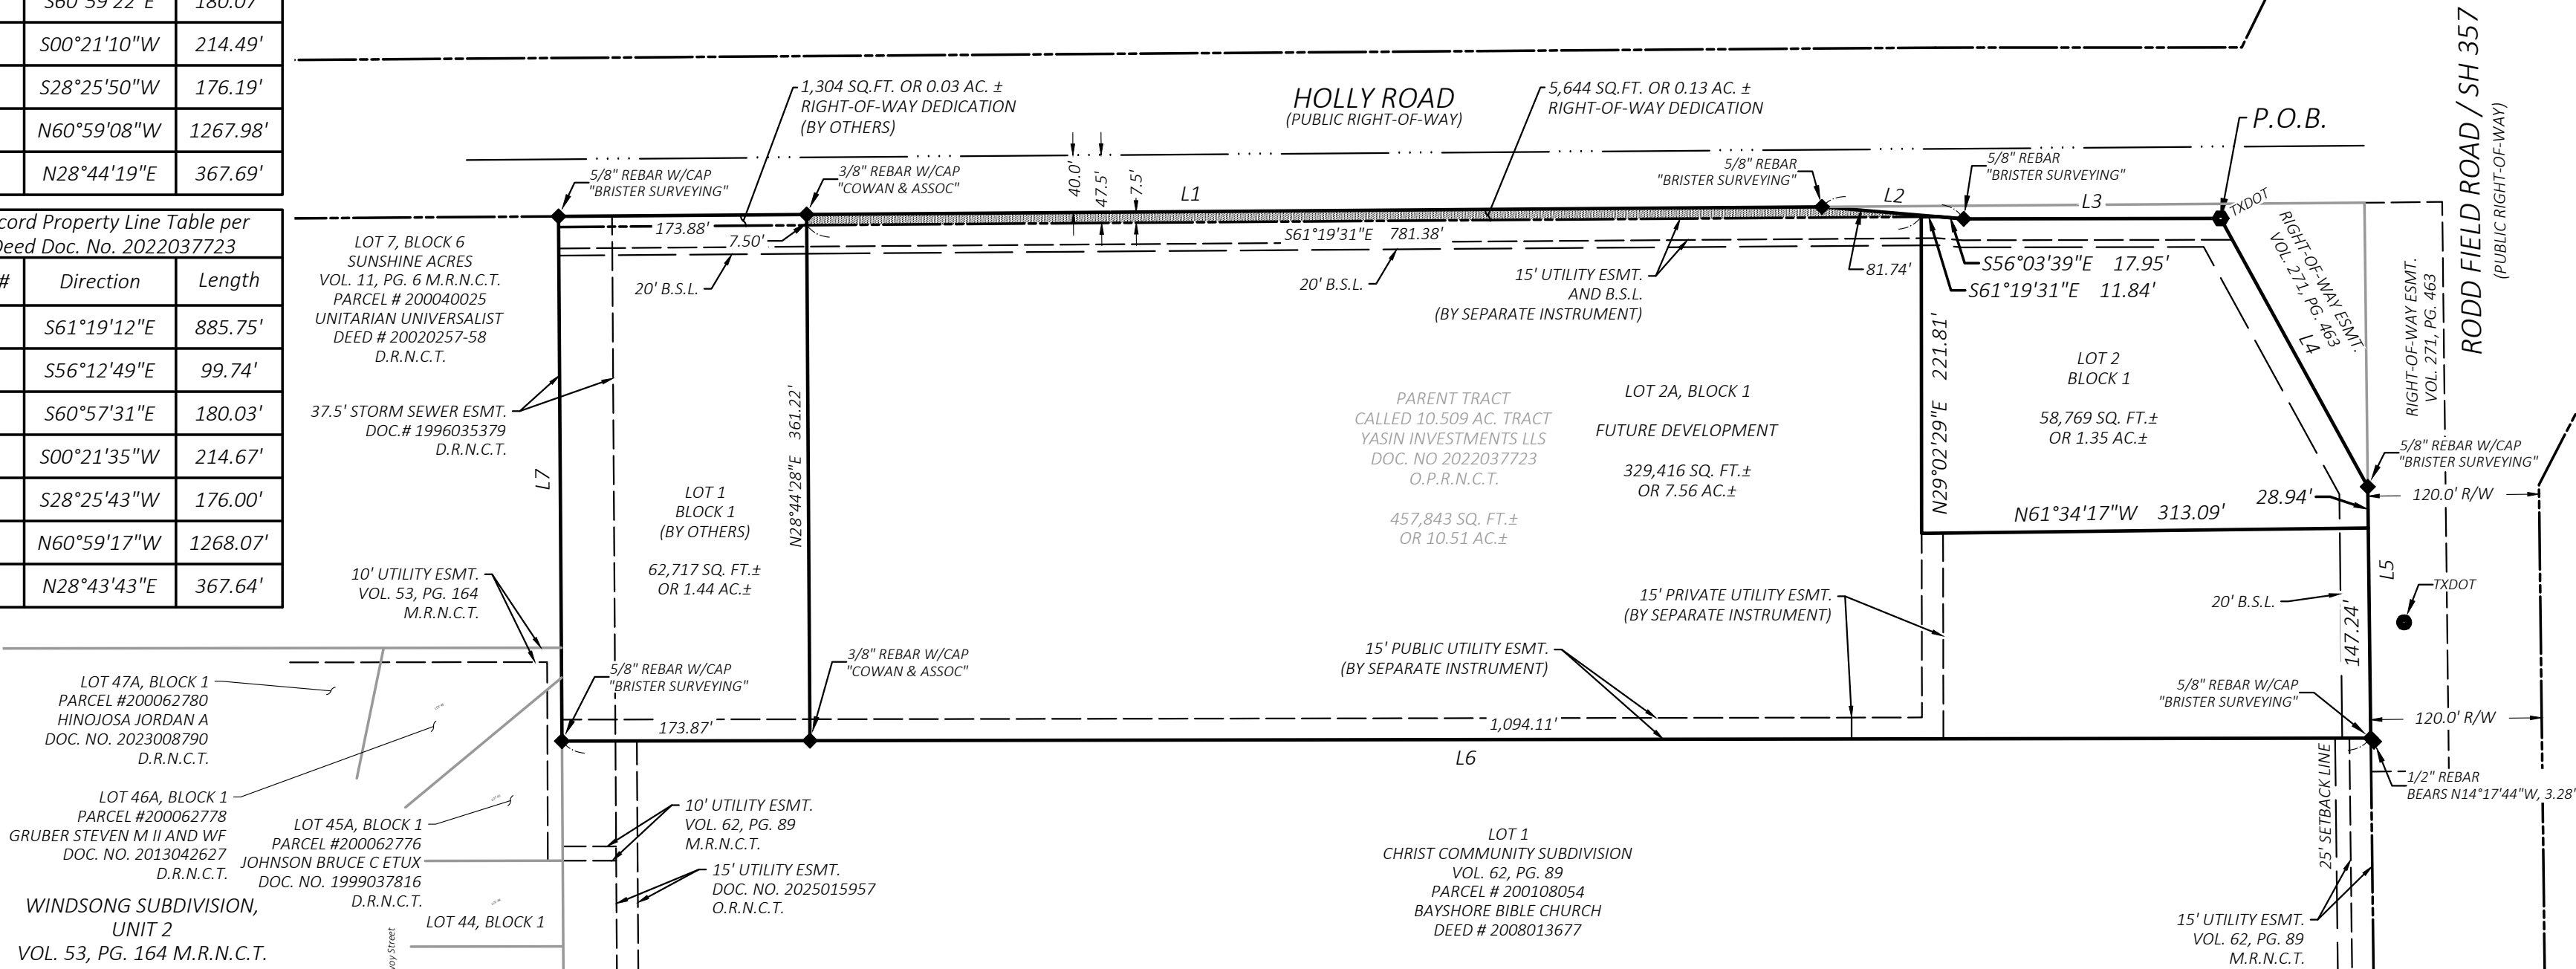 S60°59'22"E 180.07'
S00°21'10"W 214.49'
S28°25'50"W 176.19'
N60°59'08"W 1267.98'
N28°44'19"E 367.69'
cord Property Line Table per
Deed Doc. No. 2022037723
# Direction Length
S61°19'12"E 885.75'
S56°12'49"E 99.74'
S60°57'31"E 180.03'
S00°21'35"W 214.67'
S28°25'43"W 176.00'
N60°59'17"W 1268.07'
N28°43'43"E 367.64'
1,304 SQ.FT. OR 0.03 AC. ±
RIGHT-OF-WAY DEDICATION
(BY OTHERS)
HOLLY ROAD
(PUBLIC RIGHT-OF-WAY)
5,644 SQ.FT. OR 0.13 AC. ±
RIGHT-OF-WAY DEDICATION
P.O.B.
RODD FIELD ROAD / SH 357
(PUBLIC RIGHT-OF-WAY)
5/8" REBAR W/CAP
"BRISTER SURVEYING"
3/8" REBAR W/CAP
"COWAN & ASSOC"
40.0'
47.5'
7.5'
L1
5/8" REBAR
"BRISTER SURVEYING"
L2
5/8" REBAR
"BRISTER SURVEYING"
L3
TXDOT
173.88'
7.50'
S61°19'31"E 781.38'
81.74'
S56°03'39"E 17.95'
S61°19'31"E 11.84'
LOT 7, BLOCK 6
SUNSHINE ACRES
VOL. 11, PG. 6 M.R.N.C.T.
PARCEL # 200040025
UNITARIAN UNIVERSALIST
DEED # 20020257-58
D.R.N.C.T.
20' B.S.L.
20' B.S.L.
15' UTILITY ESMT.
AND B.S.L.
(BY SEPARATE INSTRUMENT)
RIGHT-OF-WAY ESMT.
VOL. 271, PG. 463
L4
RIGHT-OF-WAY ESMT.
VOL. 271, PG. 463
37.5' STORM SEWER ESMT.
DOC.# 1996035379
D.R.N.C.T.
L7
N28°44'28"E 361.22'
PARENT TRACT
CALLED 10.509 AC. TRACT
YASIN INVESTMENTS LLS
DOC. NO 2022037723
O.P.R.N.C.T.
457,843 SQ. FT.±
OR 10.51 AC.±
LOT 2A, BLOCK 1
FUTURE DEVELOPMENT
329,416 SQ. FT.±
OR 7.56 AC.±
N29°02'29"E 221.81'
LOT 2
BLOCK 1
58,769 SQ. FT.±
OR 1.35 AC.±
5/8" REBAR W/CAP
"BRISTER SURVEYING"
120.0' R/W
28.94'
N61°34'17"W 313.09'
LOT 1
BLOCK 1
(BY OTHERS)
62,717 SQ. FT.±
OR 1.44 AC.±
10' UTILITY ESMT.
VOL. 53, PG. 164
M.R.N.C.T.
15' PRIVATE UTILITY ESMT.
(BY SEPARATE INSTRUMENT)
20' B.S.L.
L5
TXDOT
147.24'
15' PUBLIC UTILITY ESMT.
(BY SEPARATE INSTRUMENT)
5/8" REBAR W/CAP
"BRISTER SURVEYING"
3/8" REBAR W/CAP
"COWAN & ASSOC"
5/8" REBAR W/CAP
"BRISTER SURVEYING"
120.0' R/W
173.87'
1,094.11'
L6
1/2" REBAR
BEARS N14°17'44"W, 3.28'
LOT 47A, BLOCK 1
PARCEL #200062780
HINOJOSA JORDAN A
DOC. NO. 2023008790
D.R.N.C.T.
LOT 46A, BLOCK 1
PARCEL #200062778
GRUBER STEVEN M II AND WF
DOC. NO. 2013042627
D.R.N.C.T.
LOT 45A, BLOCK 1
PARCEL #200062776
JOHNSON BRUCE C ETUX
DOC. NO. 1999037816
D.R.N.C.T.
10' UTILITY ESMT.
VOL. 62, PG. 89
M.R.N.C.T.
15' UTILITY ESMT.
DOC. NO. 2025015957
O.R.N.C.T.
LOT 1
CHRIST COMMUNITY SUBDIVISION
VOL. 62, PG. 89
PARCEL # 200108054
BAYSHORE BIBLE CHURCH
DEED # 2008013677
25' SETBACK LINE
15' UTILITY ESMT.
VOL. 62, PG. 89
M.R.N.C.T.
WINDSONG SUBDIVISION,
UNIT 2
VOL. 53, PG. 164 M.R.N.C.T.
LOT 44, BLOCK 1
Street